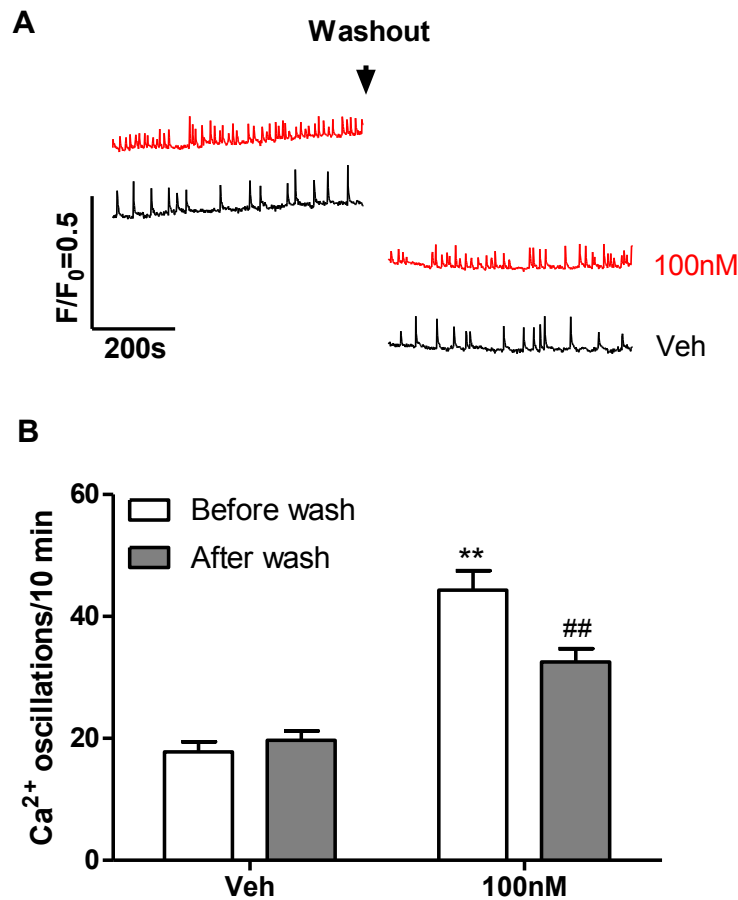 A
Washout
F/F₀=0.5
200s
100nM
Veh
B
Ca²⁺ oscillations/10 min
60
40
20
0
Before wash
After wash
**
##
Veh
100nM